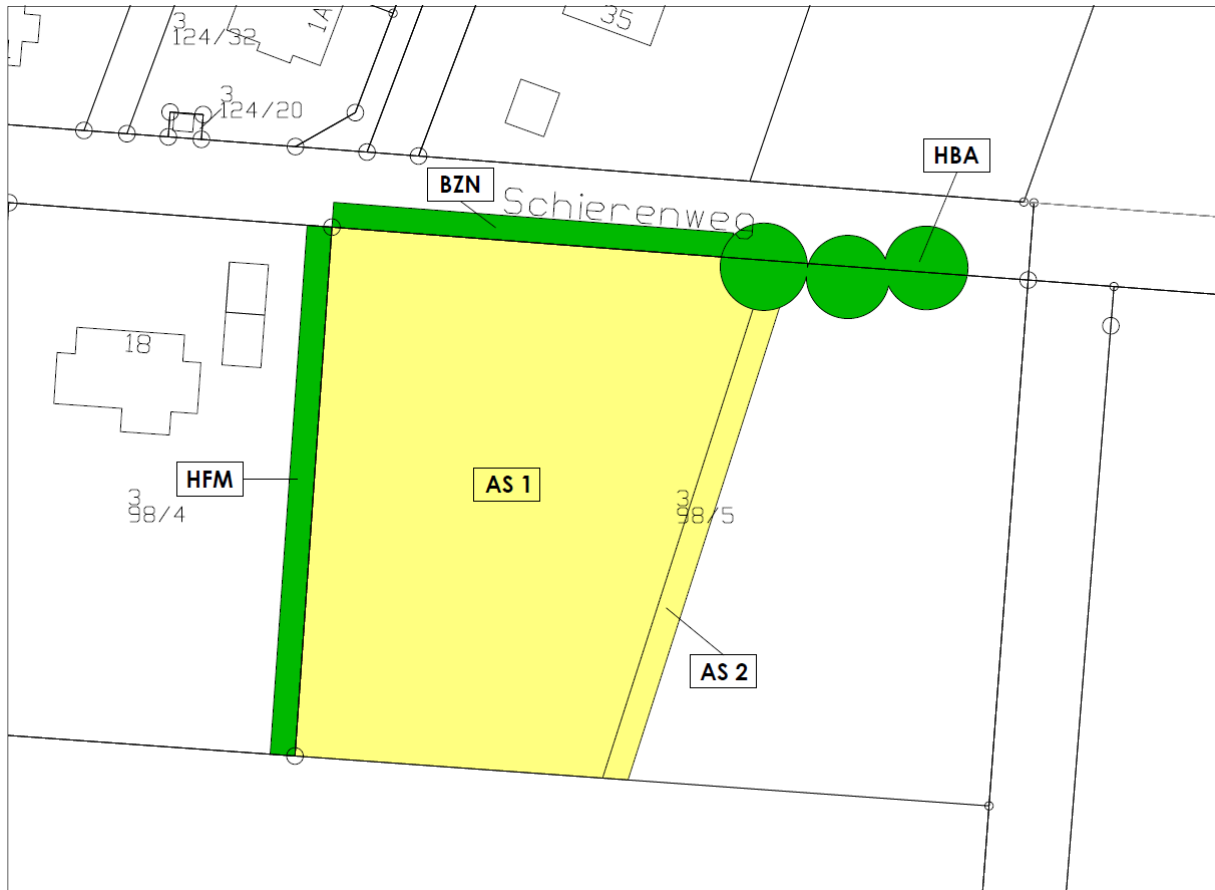 3
124/32
1A
35
3
124/20
HBA
BZN
Schierenweg
18
HFM
AS 1
3
98/4
3
98/5
AS 2